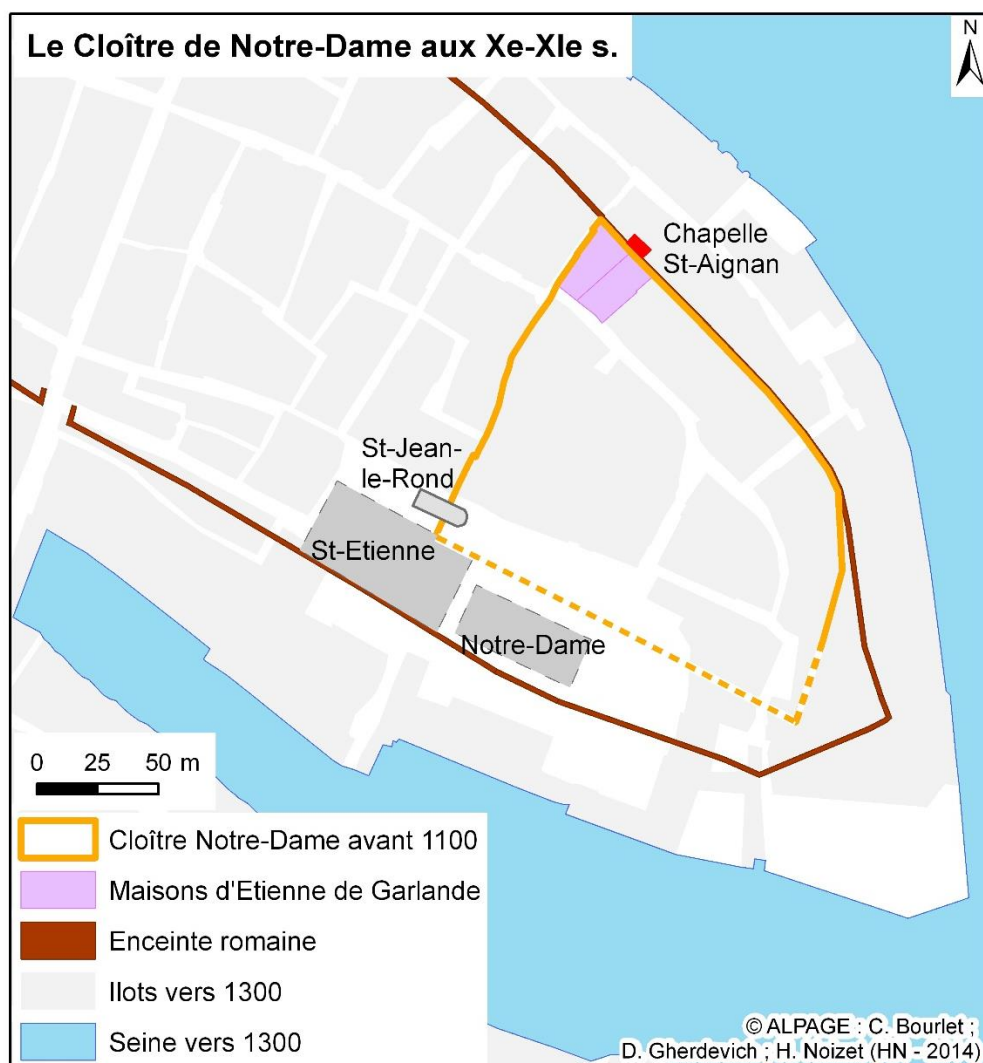 Le Cloître de Notre-Dame aux Xe-XIe s.
N
Chapelle
St-Aignan
St-Jean-
le-Rond
St-Etienne
Notre-Dame
0 25 50 m
Cloître Notre-Dame avant 1100
Maisons d'Etienne de Garlande
Enceinte romaine
Ilots vers 1300
Seine vers 1300
© ALPAGE : C. Bourlet ;
D. Gherdevich ; H. Noizet (HN - 2014)